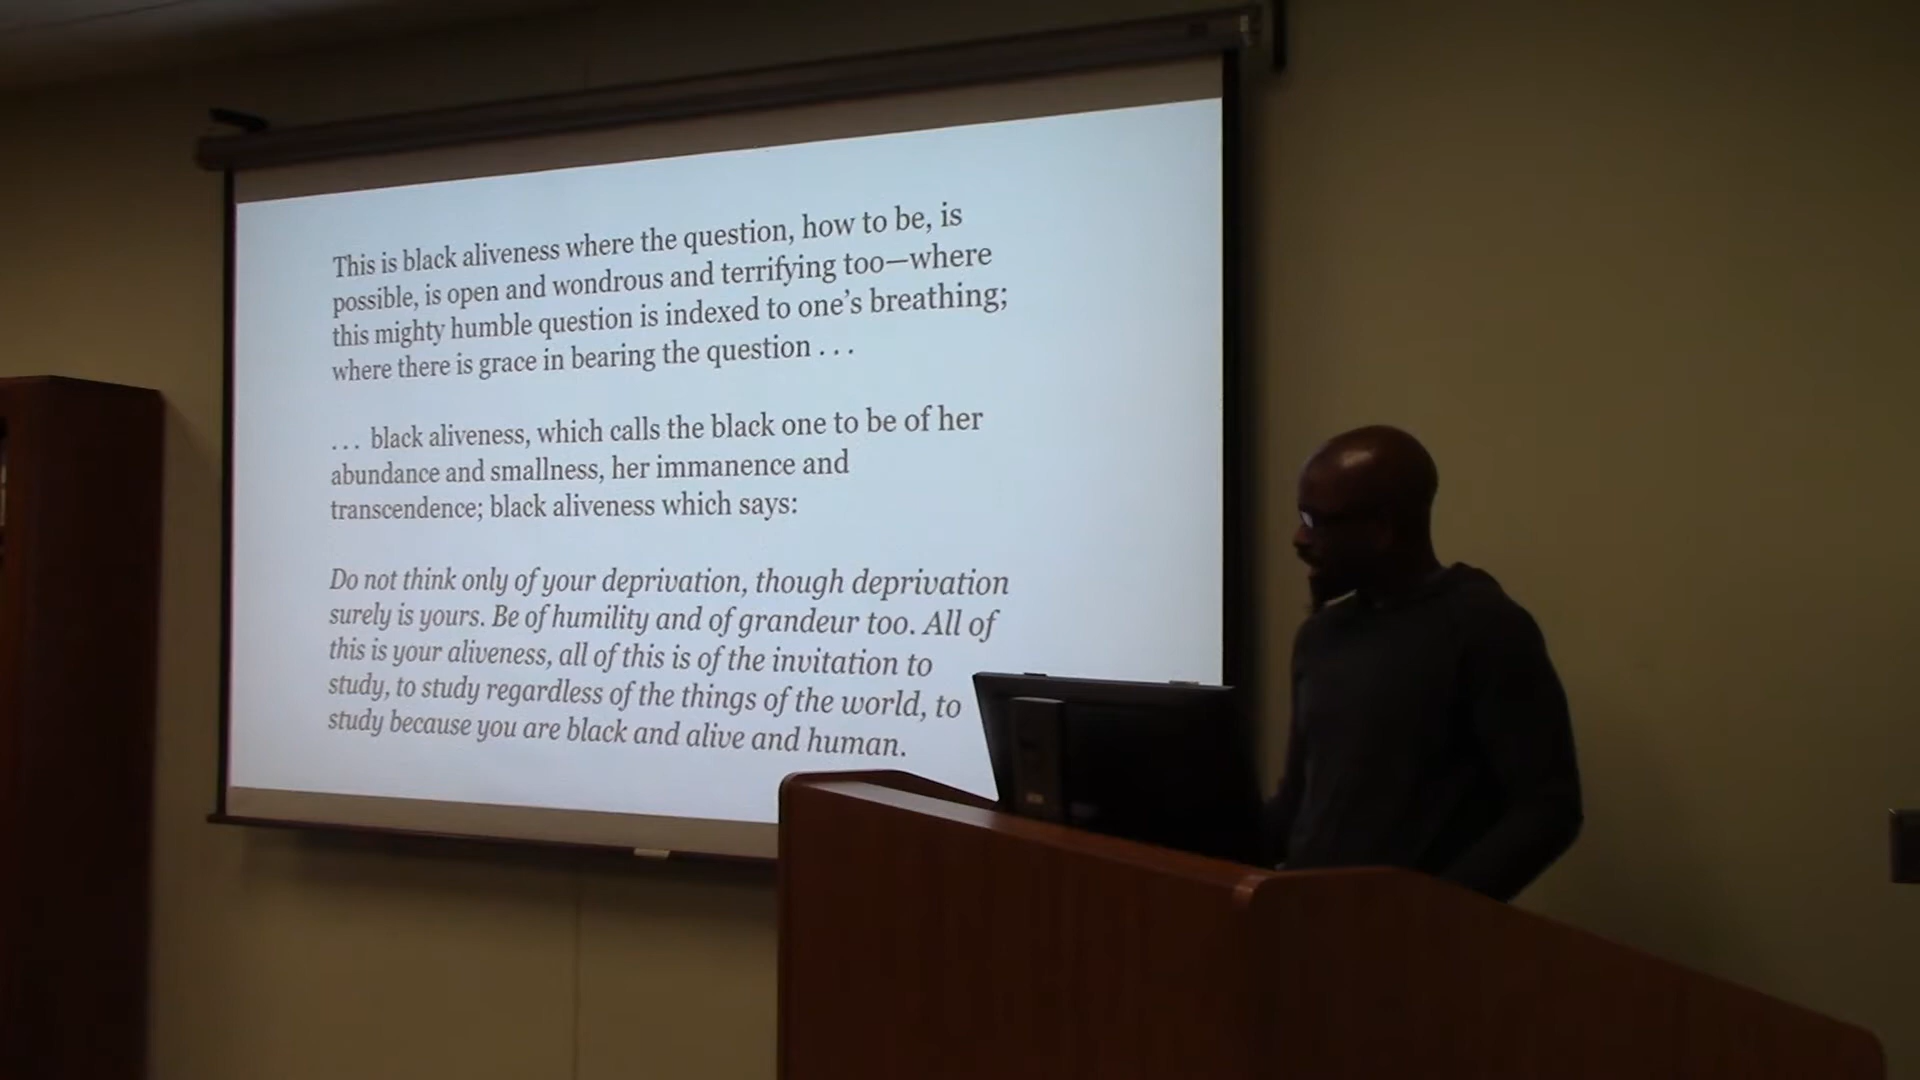 This is black aliveness where the question, how to be, is
possible, is open and wondrous and terrifying too—where
this mighty humble question is indexed to one’s breathing;
where there is grace in bearing the question . . .
. . . black aliveness, which calls the black one to be of her
abundance and smallness, her immanence and
transcendence; black aliveness which says:
Do not think only of your deprivation, though deprivation
surely is yours. Be of humility and of grandeur too. All of
this is your aliveness, all of this is of the invitation to
study, to study regardless of the things of the world, to
study because you are black and alive and human.